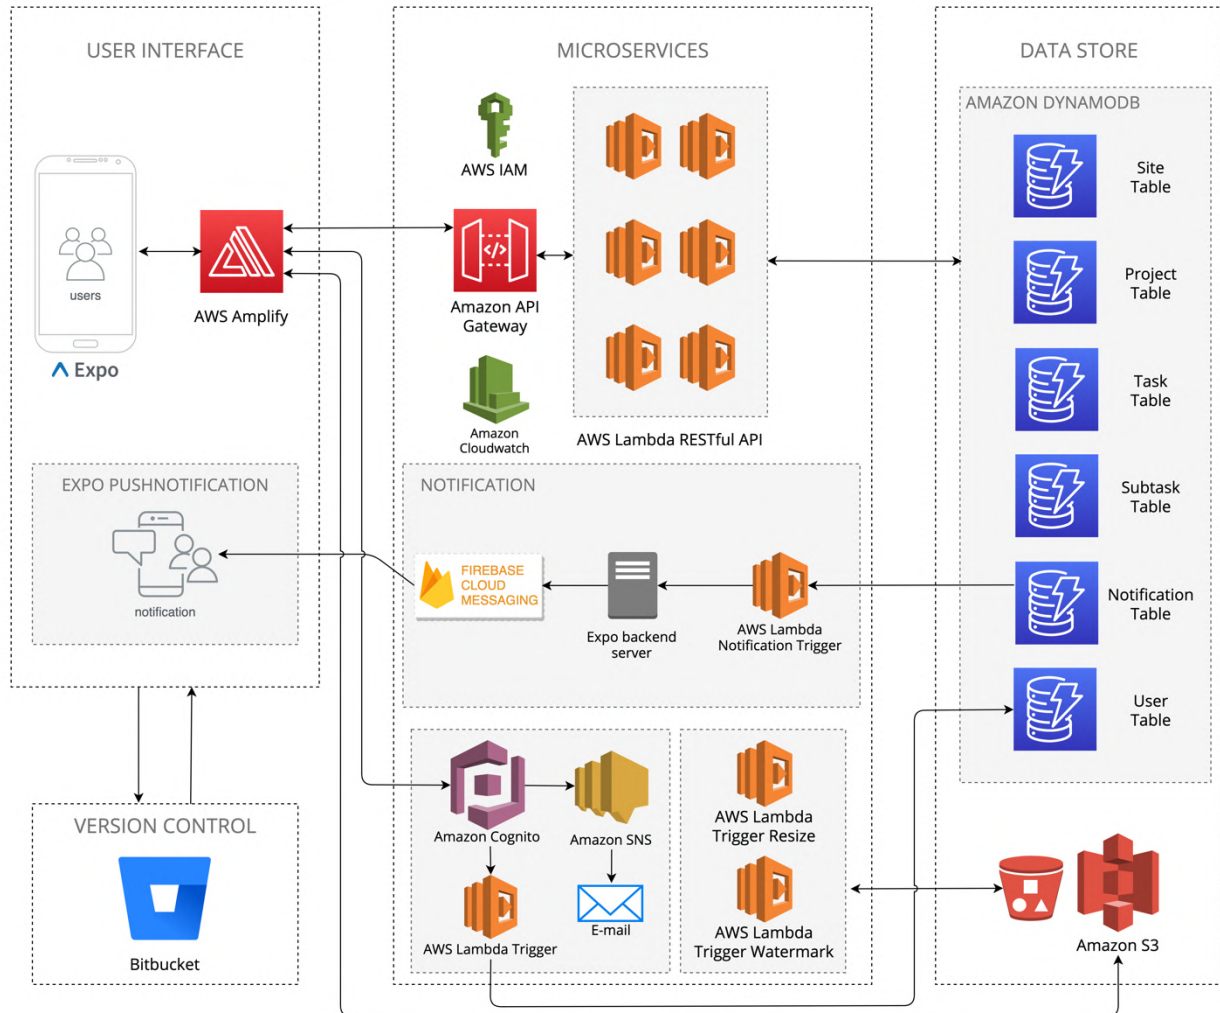 USER INTERFACE
users
Expo
AWS Amplify
EXPO PUSHNOTIFICATION
notification
VERSION CONTROL
Bitbucket
MICROSERVICES
AWS IAM
Amazon API
Gateway
Amazon
Cloudwatch
</>
AWS Lambda RESTful API
NOTIFICATION
FIREBASE
CLOUD
MESSAGING
Expo backend
server
AWS Lambda
Notification Trigger
Amazon Cognito
Amazon SNS
AWS Lambda Trigger
E-mail
AWS Lambda
Trigger Resize
AWS Lambda
Trigger Watermark
DATA STORE
AMAZON DYNAMODB
Site
Table
Project
Table
Task
Table
Subtask
Table
Notification
Table
User
Table
Amazon S3